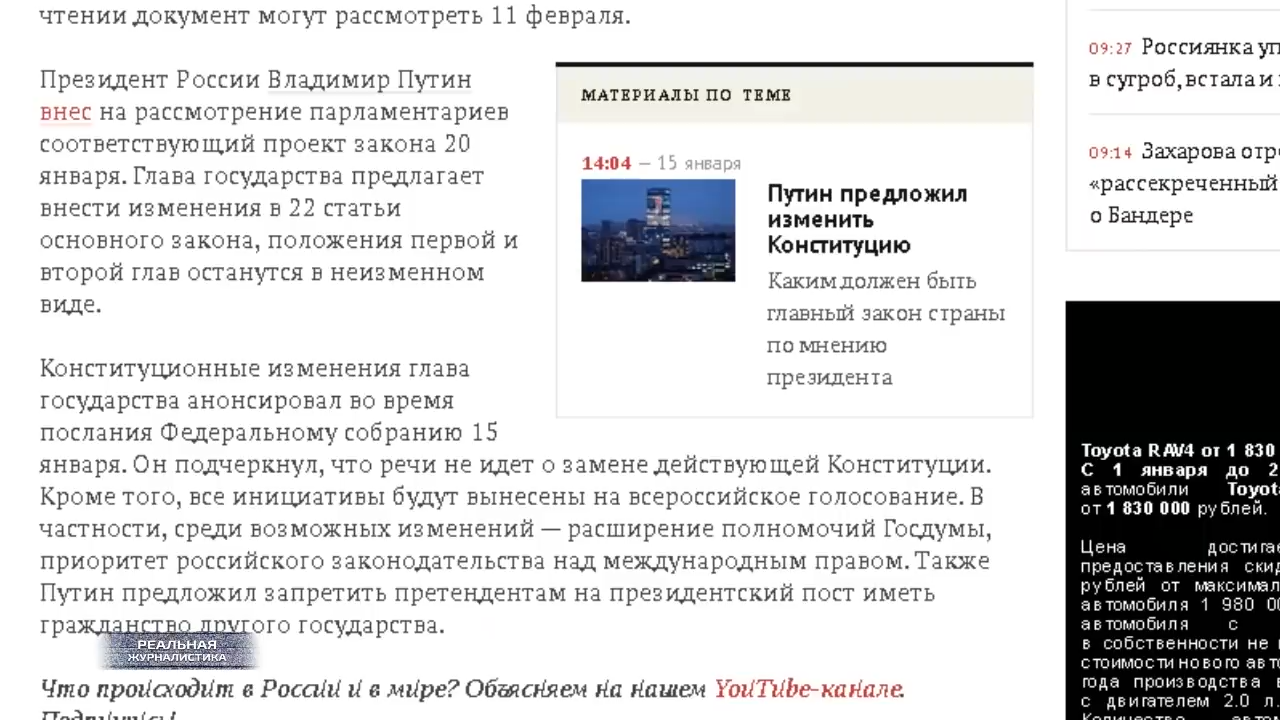 чтении документ могут рассмотреть 11 февраля.
Президент России Владимир Путин
внес на рассмотрение парламентариев
соответствующий проект закона 20
января. Глава государства предлагает
внести изменения в 22 статьи
основного закона, положения первой и
второй глав останутся в неизменном
виде.
Конституционные изменения глава
государства анонсировал во время
послания Федеральному собранию 15
января. Он подчеркнул, что речи не идет о замене действующей Конституции.
Кроме того, все инициативы будут вынесены на всероссийское голосование. В
частности, среди возможных изменений — расширение полномочий Госдумы,
приоритет российского законодательства над международным правом. Также
Путин предложил запретить претендентам на президентский пост иметь
гражданство другого государства.
Что происходит в России и в мире? Объясняем на нашем YouTube-канале.
МАТЕРИАЛЫ ПО ТЕМЕ
14:04 — 15 января
Путин предложил
изменить
Конституцию
Каким должен быть
главный закон страны
по мнению
президента
09:27 Россиянка
в сугроб, встала и
09:14 Захарова
«рассекреченный
о Бандере
Toyota RAV4 от 1 830
С 1 января до
автомобили
от 1 830 000 рублей.
Цена
предоставления
рублей от
автомобиля 1 980
автомобиля с
в собственности не
стоимости нового
года производства
с двигателем 2.0 л.
РЕАЛЬНАЯ
ЖУРНАЛИСТИКА